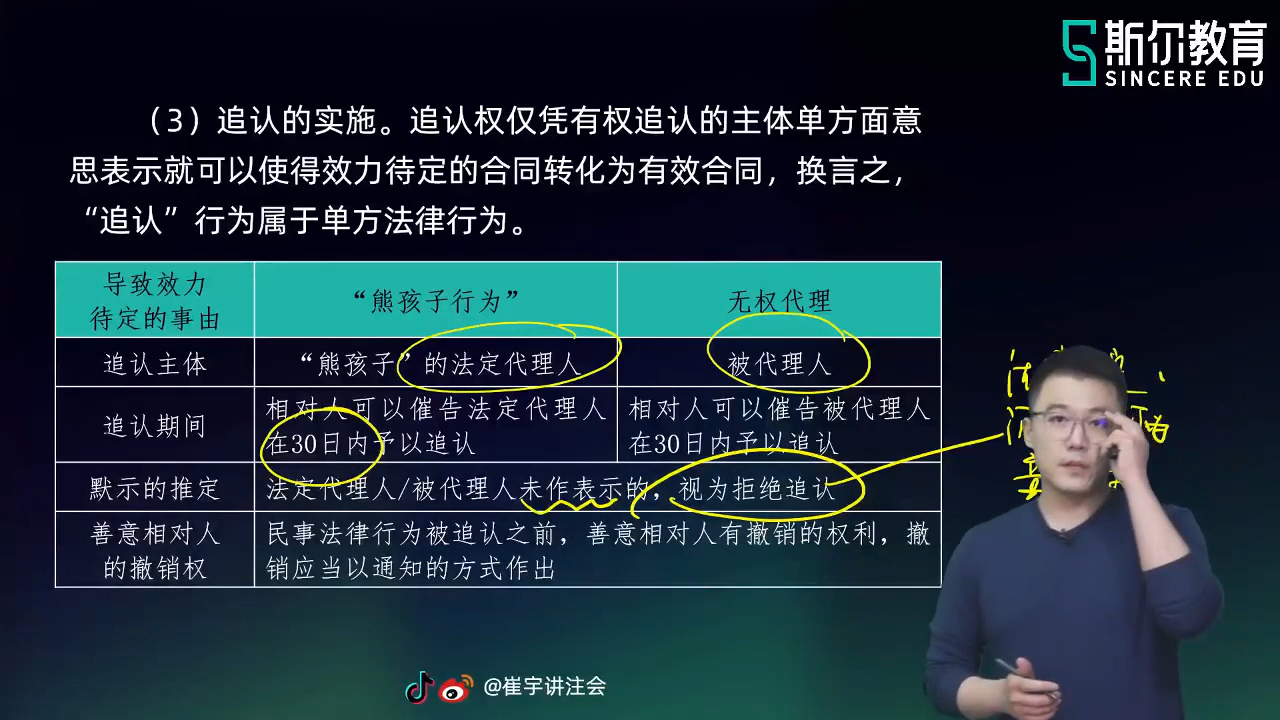 斯尔教育
SINCERE EDU
（3）追认的实施。追认权仅凭有权追认的主体单方面意
思表示就可以使得效力待定的合同转化为有效合同，换言之，
“追认”行为属于单方法律行为。
导致效力
待定的事由
“熊孩子行为”
无权代理
追认主体
“熊孩子”的法定代理人
被代理人
追认期间
相对人可以催告法定代理人
在30日内予以追认
相对人可以催告被代理人
在30日内予以追认
默示的推定
法定代理人/被代理人未作表示的，视为拒绝追认
善意相对人
的撤销权
民事法律行为被追认之前，善意相对人有撤销的权利，撤
销应当以通知的方式作出
@崔宇讲注会